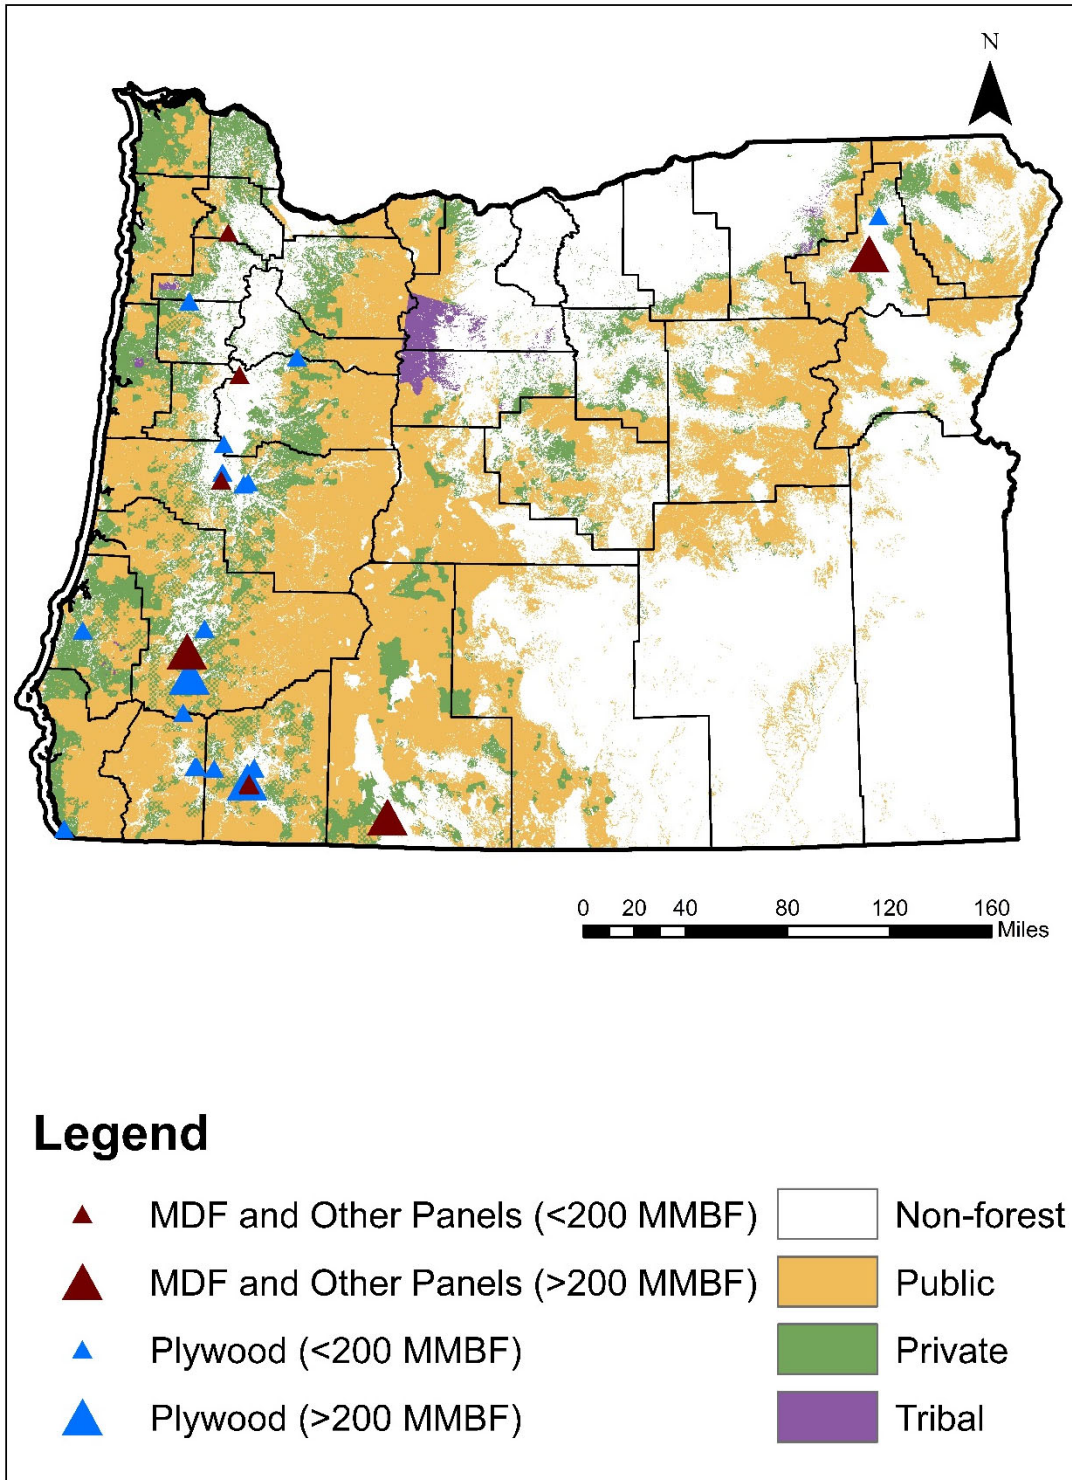 N
0 20 40 80 120 160
Miles
Legend
MDF and Other Panels (<200 MMBF)
MDF and Other Panels (>200 MMBF)
Plywood (<200 MMBF)
Plywood (>200 MMBF)
Non-forest
Public
Private
Tribal